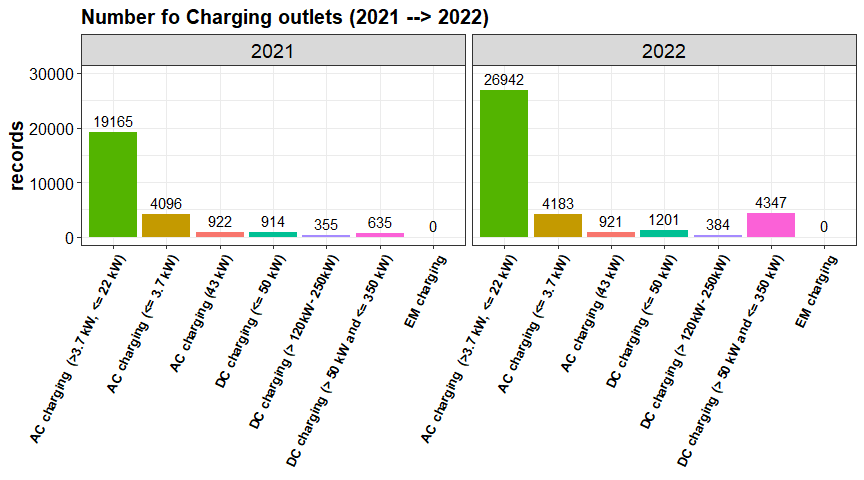 Number fo Charging outlets (2021 --> 2022)
2021
2022
records
30000
20000
10000
0
19165
4096
922
914
355
635
0
26942
4183
921
1201
384
4347
0
AC charging (>3.7 kW, <= 22 kW)
AC charging (<= 3.7kW)
AC charging (43 kW)
DC charging (<= 50 kW)
DC charging (> 120kW - 250kW)
DC charging (> 50 kW and <= 350 kW)
EM charging
AC charging (>3.7 kW, <= 22 kW)
AC charging (<= 3.7kW)
AC charging (43 kW)
DC charging (<= 50 kW)
DC charging (> 120kW - 250kW)
DC charging (> 50 kW and <= 350 kW)
EM charging